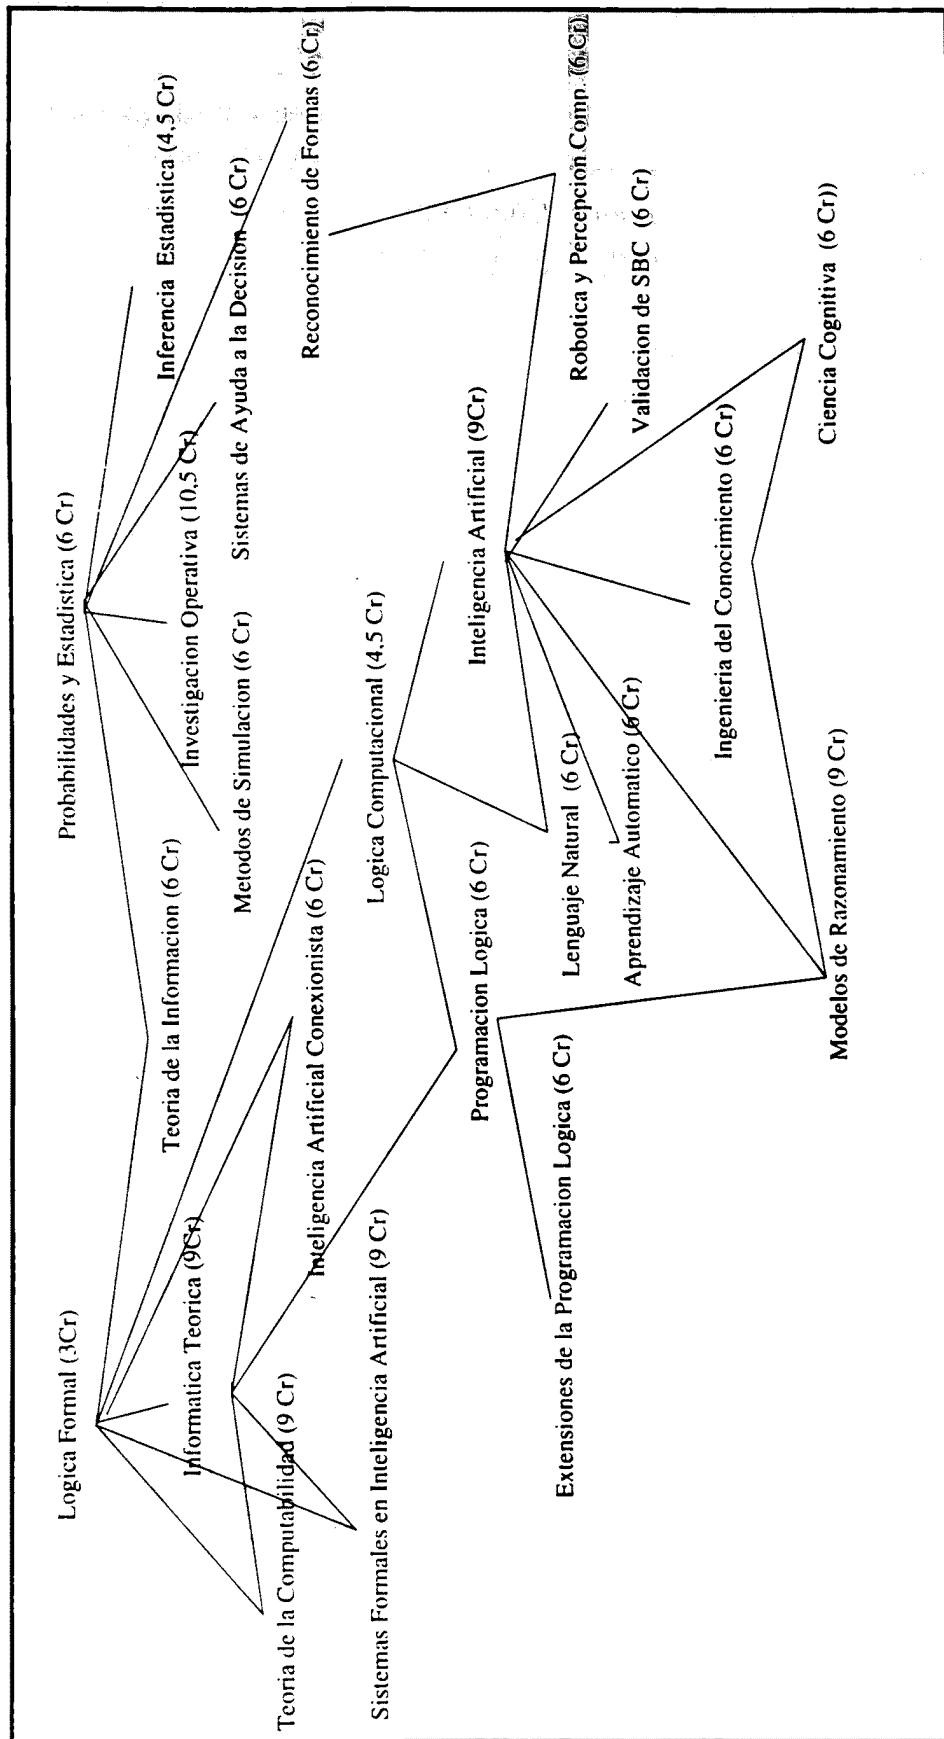 Logica Formal (3Cr)
Probabilidades y Estadistica (6 Cr)
Teoria de la Informacion (6 Cr)
Inferencia Estadistica (4,5 Cr)
Informatica Teorica (9Cr)
Investigacion Operativa (10,5 Cr)
Metodos de Simulacion (6 Cr)
Sistemas de Ayuda a la Decision (6 Cr)
Teoria de la Computabilidad (9 Cr)
Inteligencia Artificial Conexionista (6 Cr)
Reconocimiento de Formas (6 Cr)
Sistemas Formales en Inteligencia Artificial (9 Cr)
Logica Computacional (4,5 Cr)
Programacion Logica (6 Cr)
Inteligencia Artificial (9Cr)
Extensiones de la Programacion Logica (6 Cr)
Lenguaje Natural (6 Cr)
Robotica y Percepcion Comp. (6 Cr)
Aprendizaje Automatico (6 Cr)
Validacion de SBC (6 Cr)
Ingenieria del Conocimiento (6 Cr)
Modelos de Razonamiento (9 Cr)
Ciencia Cognitiva (6 Cr))